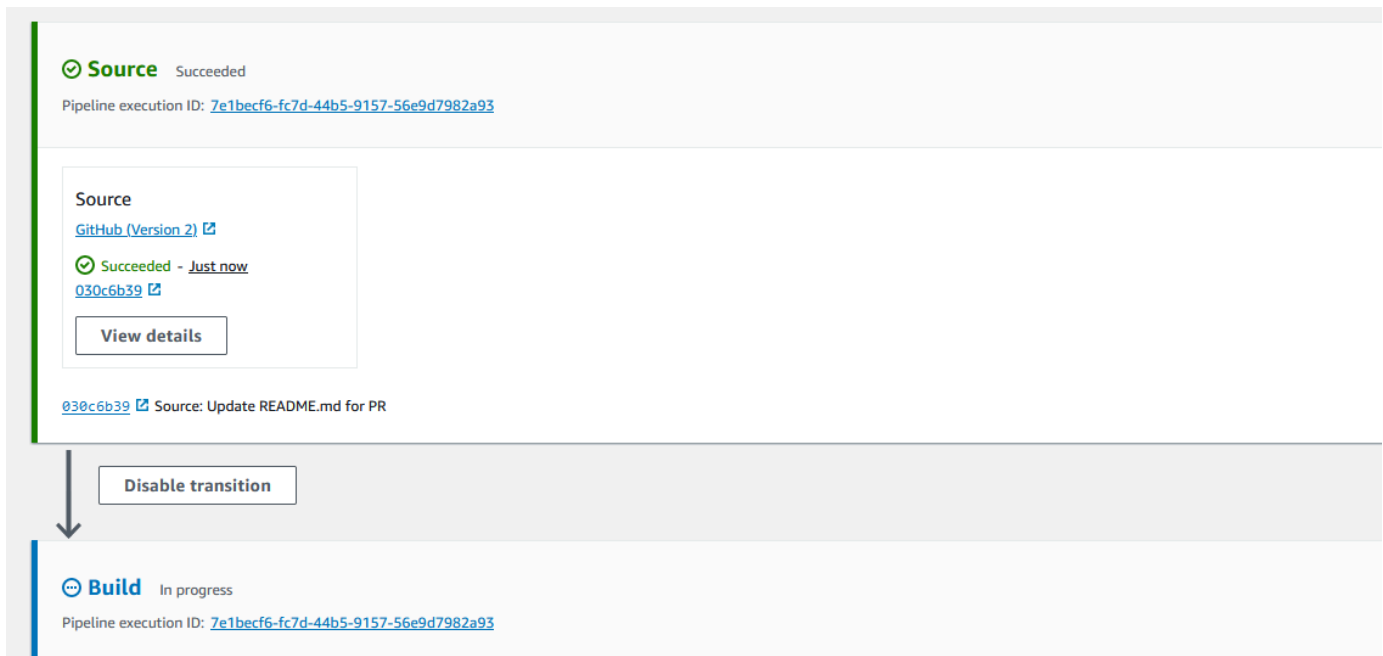 Source Succeeded
Pipeline execution ID: 7e1becf6-fc7d-44b5-9157-56e9d7982a93
Source
GitHub (Version 2)
Succeeded - Just now
030c6b39
View details
030c6b39 Source: Update README.md for PR
Disable transition
Build In progress
Pipeline execution ID: 7e1becf6-fc7d-44b5-9157-56e9d7982a93